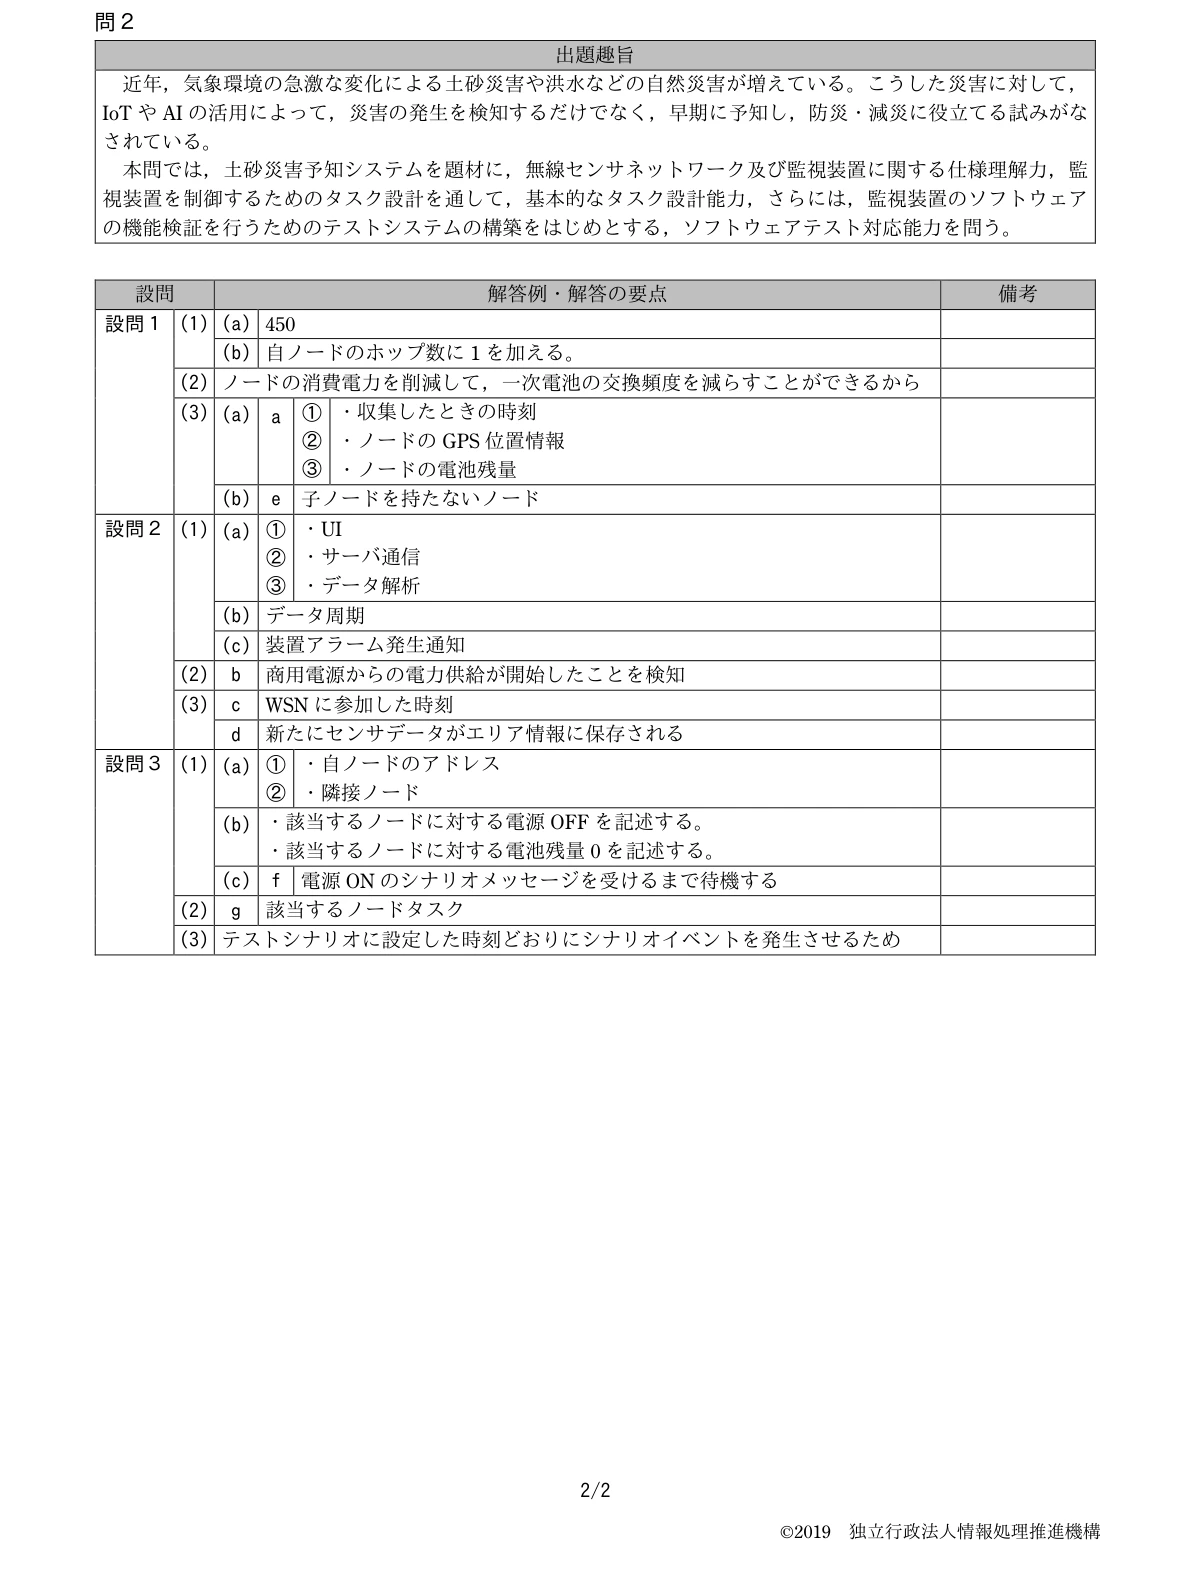 問2
出題趣旨
近年，気象環境の急激な変化による土砂災害や洪水などの自然災害が増えている。こうした災害に対して，
IoT や AI の活用によって，災害の発生を検知するだけでなく，早期に予知し，防災・減災に役立てる試みがな
されている。
本問では，土砂災害予知システムを題材に，無線センサネットワーク及び監視装置に関する仕様理解力，監
視装置を制御するためのタスク設計を通して，基本的なタスク設計能力，さらには，監視装置のソフトウェア
の機能検証を行うためのテストシステムの構築をはじめとする，ソフトウェアテスト対応能力を問う。
設問 解答例・解答の要点 備考
設問1 (1) (a) 450
(b) 自ノードのホップ数に 1 を加える。
(2) ノードの消費電力を削減して，一次電池の交換頻度を減らすことができるから
(3) (a) a ① ・収集したときの時刻
② ・ノードの GPS 位置情報
③ ・ノードの電池残量
(b) e 子ノードを持たないノード
設問2 (1) (a) ① ・UI
② ・サーバ通信
③ ・データ解析
(b) データ周期
(c) 装置アラーム発生通知
(2) b 商用電源からの電力供給が開始したことを検知
(3) c WSN に参加した時刻
d 新たにセンサデータがエリア情報に保存される
設問3 (1) (a) ① ・自ノードのアドレス
② ・隣接ノード
(b) ・該当するノードに対する電源 OFF を記述する。
・該当するノードに対する電池残量 0 を記述する。
(c) f 電源 ON のシナリオメッセージを受けるまで待機する
(2) g 該当するノードタスク
(3) テストシナリオに設定した時刻どおりにシナリオイベントを発生させるため
2/2
©2019 独立行政法人情報処理推進機構